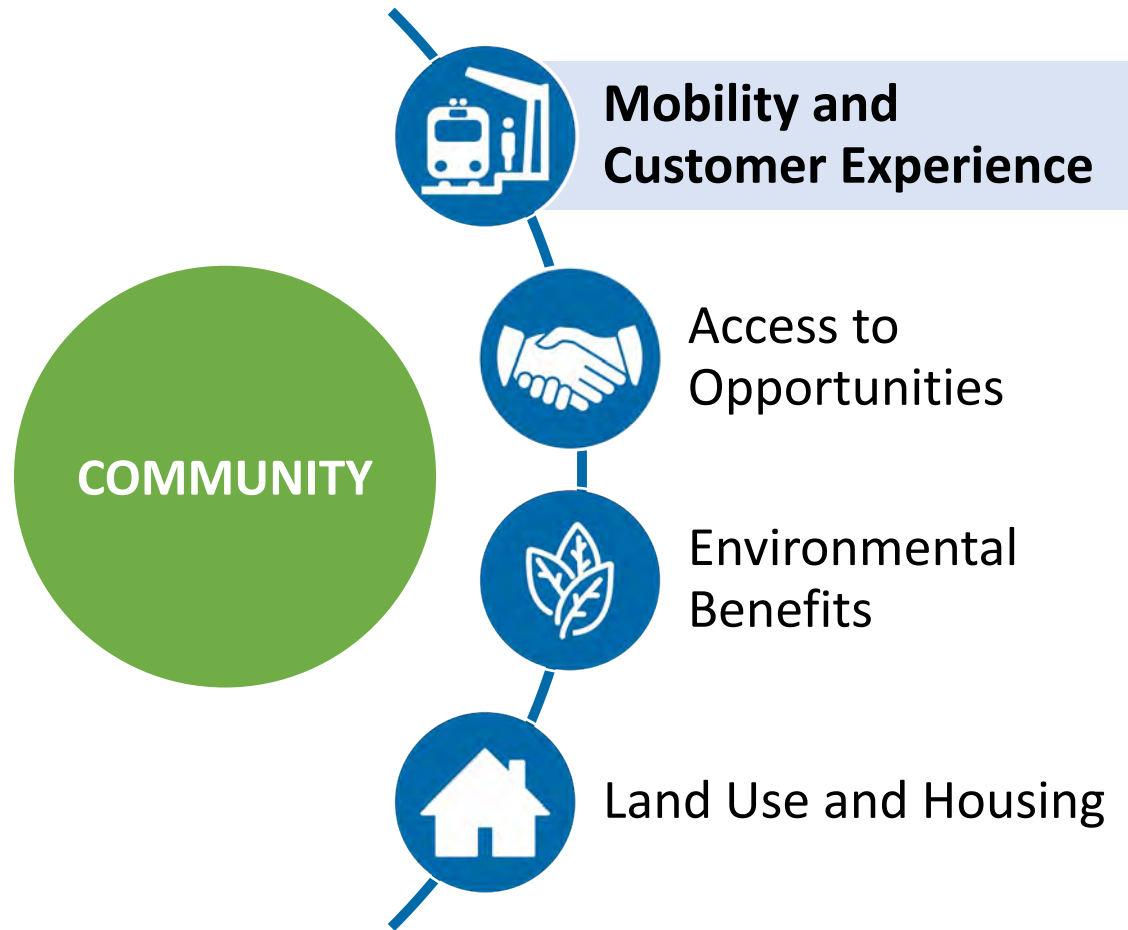 Mobility and
Customer Experience
Access to
Opportunities
COMMUNITY
Environmental
Benefits
Land Use and Housing